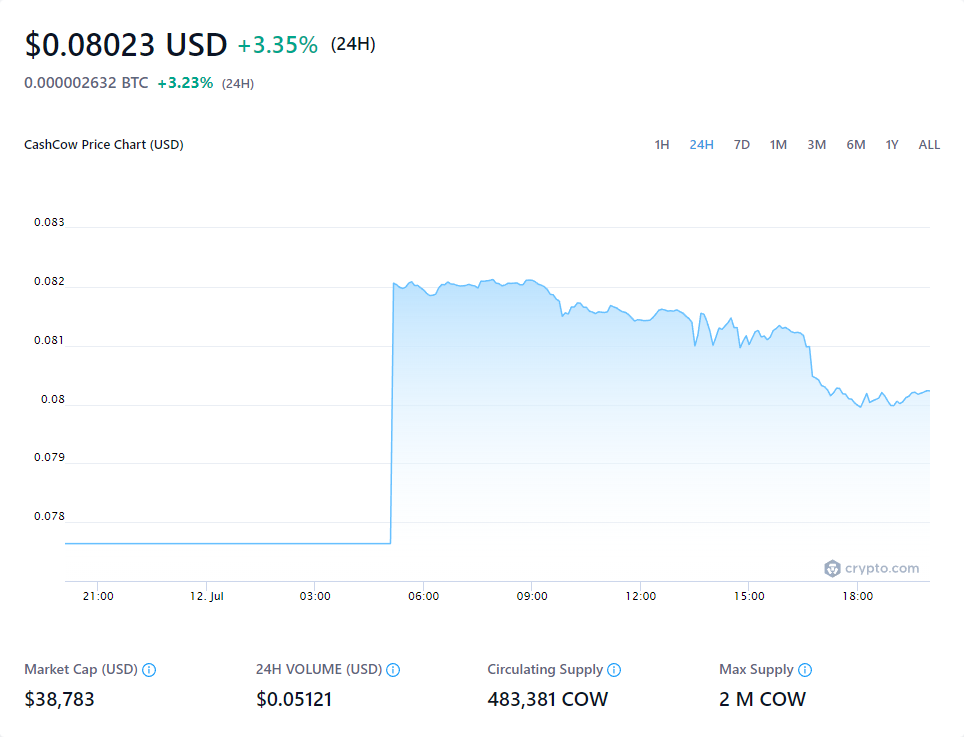 $0.08023 USD +3.35% (24H)
0.000002632 BTC +3.23% (24H)
CashCow Price Chart (USD) 1H 24H 7D 1M 3M 6M 1Y ALL
0.083
0.082
0.081
0.08
0.079
0.078
crypto.com
21:00 12. Jul 03:00 06:00 09:00 12:00 15:00 18:00
Market Cap (USD) 24H VOLUME (USD) Circulating Supply Max Supply
$38,783 $0.05121 483,381 COW 2 M COW